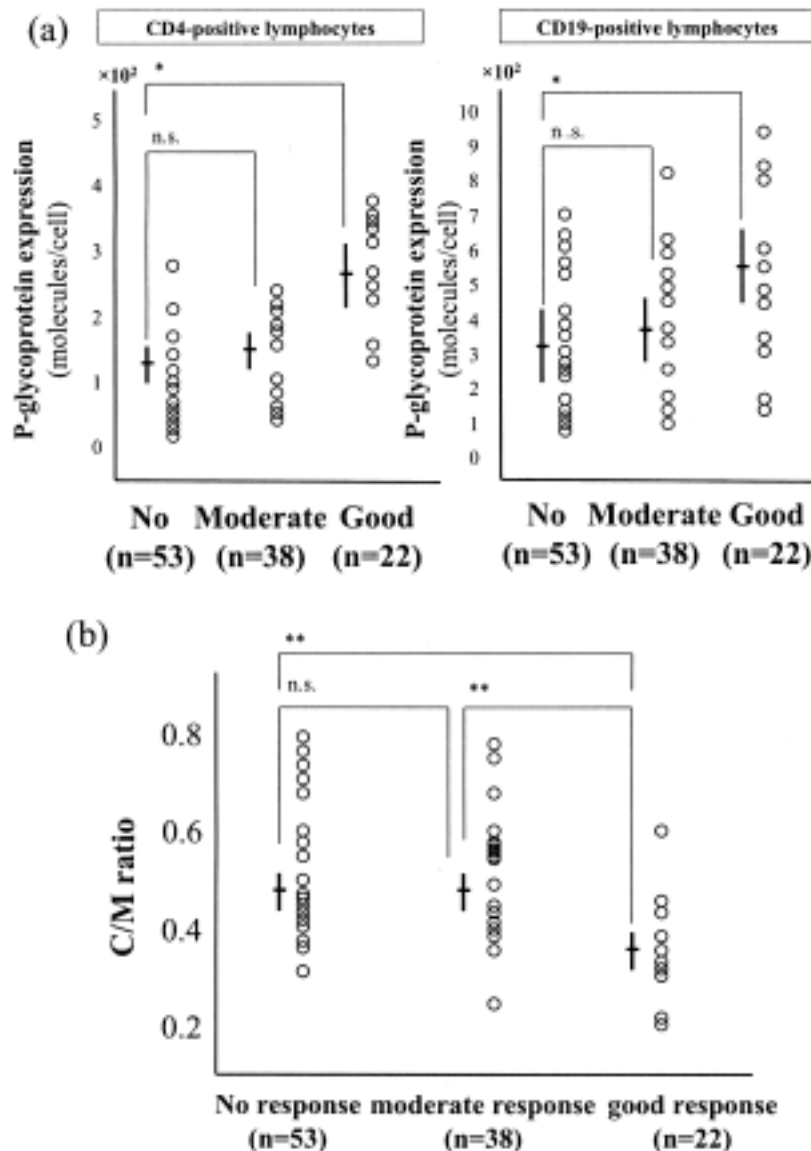 (a)
CD4-positive lymphocytes
CD19-positive lymphocytes
×10²
*
n.s.
5
4
3
2
1
0
P-glycoprotein expression
(molecules/cell)
No
Moderate
Good
(n=53)
(n=38)
(n=22)
×10²
*
n.s.
10
9
8
7
6
5
4
3
2
1
0
P-glycoprotein expression
(molecules/cell)
No
Moderate
Good
(n=53)
(n=38)
(n=22)
(b)
**
n.s.
**
0.8
0.6
0.4
0.2
C/M ratio
No response
moderate response
good response
(n=53)
(n=38)
(n=22)